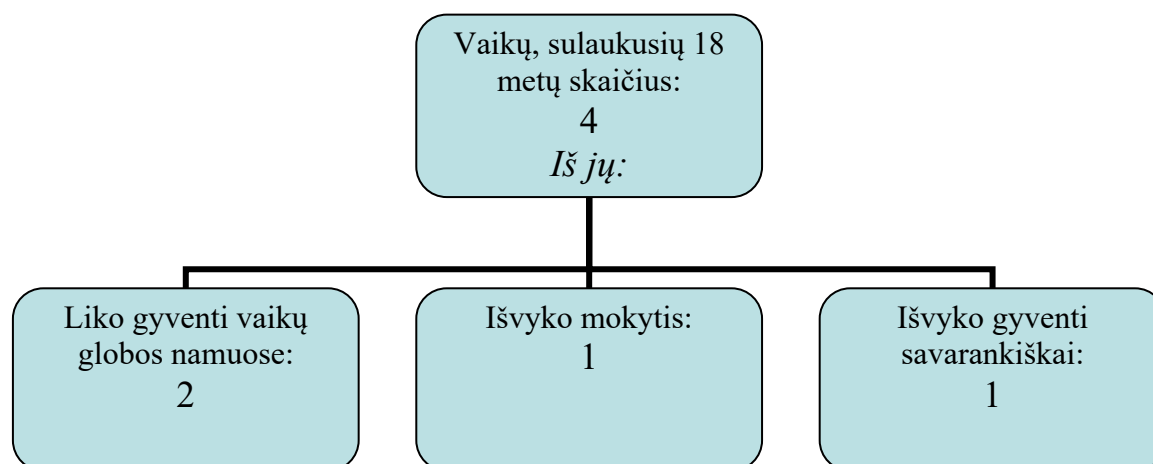 Vaikų, sulaukusių 18
metų skaičius:
4
Iš jų:
Liko gyventi vaikų
globos namuose:
2
Išvyko mokytis:
1
Išvyko gyventi
savarankiškai:
1